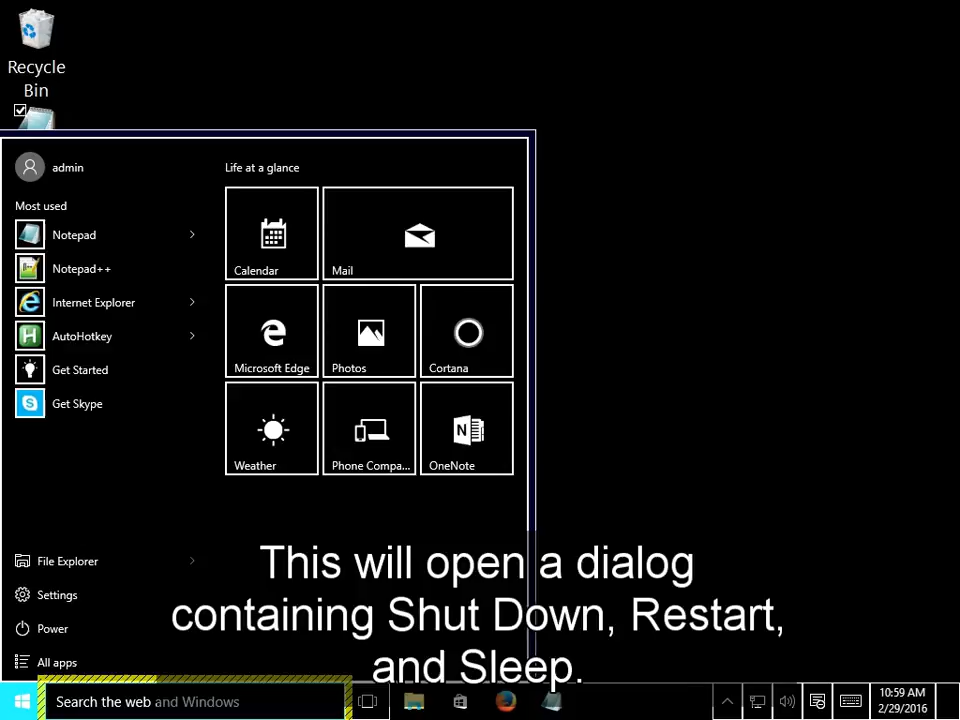 Recycle
Bin
admin
Most used
Notepad
Notepad++
Internet Explorer
AutoHotkey
Get Started
Get Skype
File Explorer
Settings
Power
All apps
Life at a glance
Calendar
Mail
Microsoft Edge
Photos
Cortana
Weather
Phone Compa...
OneNote
This will open a dialog
containing Shut Down, Restart,
and Sleep.
Search the web and Windows
10:59 AM
2/29/2016